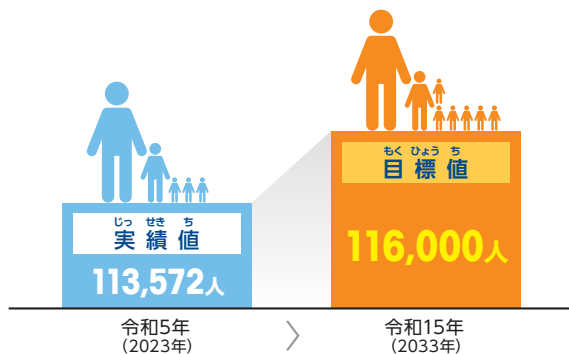 じっ せき ち
実績値
113,572人
もく ひょう ち
目標値
116,000人
令和5年
（2023年）
令和15年
（2033年）